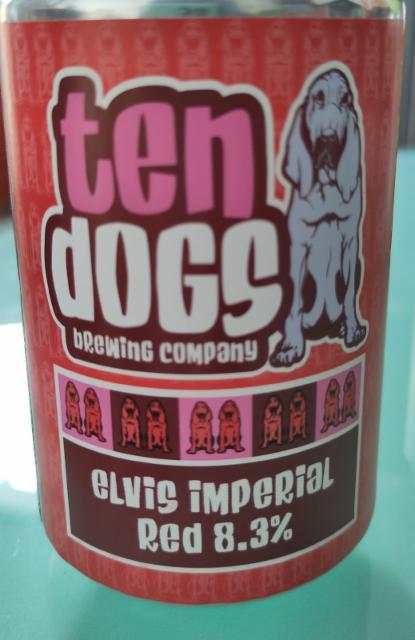 ten
DOGS
BREWING COMPANY
ELVIS IMPERIAL
RED 8.3%